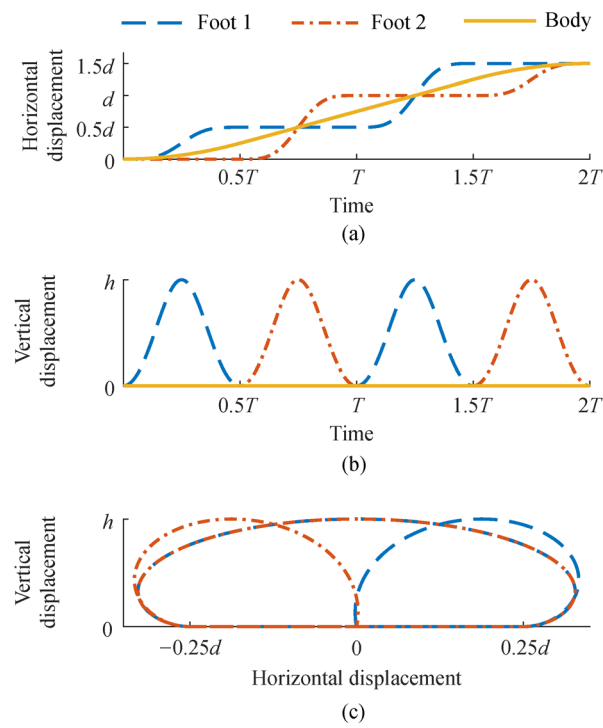 Foot 1 Foot 2 Body
Horizontal
displacement
1.5d
d
0.5d
0
0.5T T 1.5T 2T
Time
(a)
Vertical
displacement
h
0
0.5T T 1.5T 2T
Time
(b)
Vertical
displacement
h
0
−0.25d 0 0.25d
Horizontal displacement
(c)